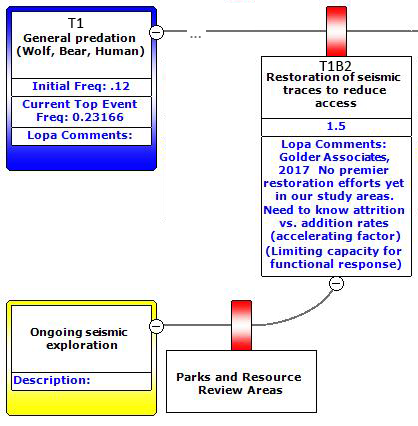 T1
General predation
(Wolf, Bear, Human)
Initial Freq: .12
Current Top Event
Freq: 0.23166
Lopa Comments:
...
T1B2
Restoration of seismic
traces to reduce
access
1.5
Lopa Comments:
Golder Associates,
2017 No premier
restoration efforts yet
in our study areas.
Need to know attrition
vs. addition rates
(accelerating factor)
(Limiting capacity for
functional response)
Ongoing seismic
exploration
Description:
Parks and Resource
Review Areas